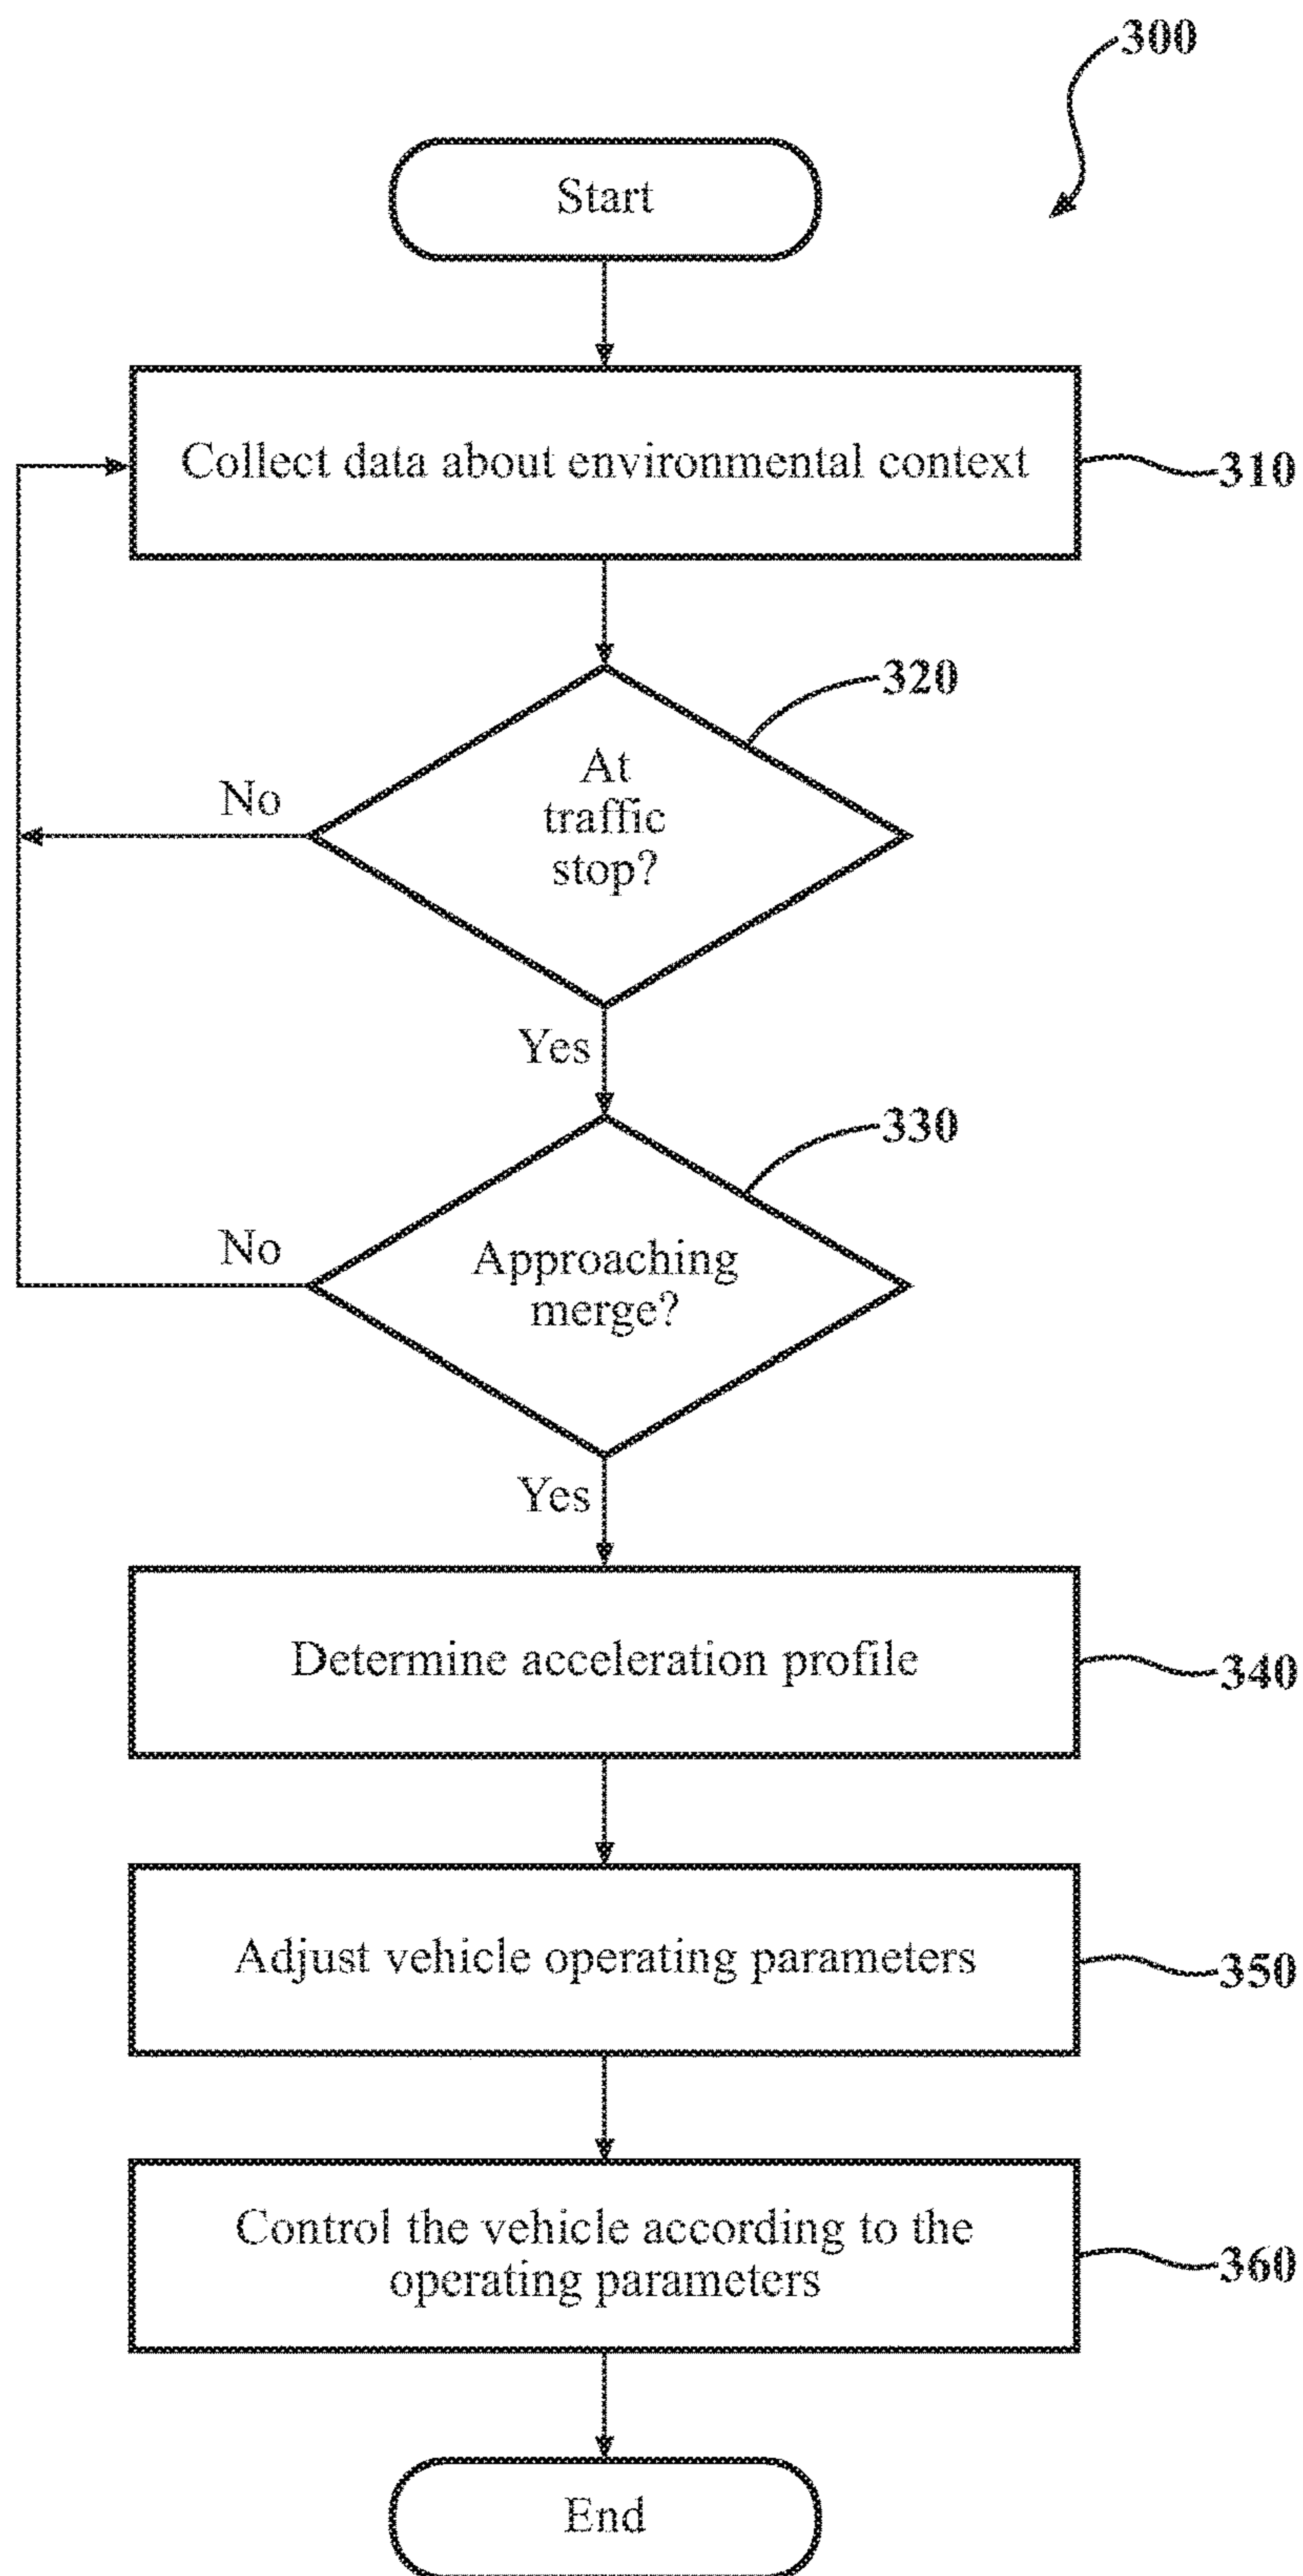 300
Start
Collect data about environmental context
310
320
At
traffic
stop?
No
Yes
330
Approaching
merge?
No
Yes
Determine acceleration profile
340
Adjust vehicle operating parameters
350
Control the vehicle according to the
operating parameters
360
End